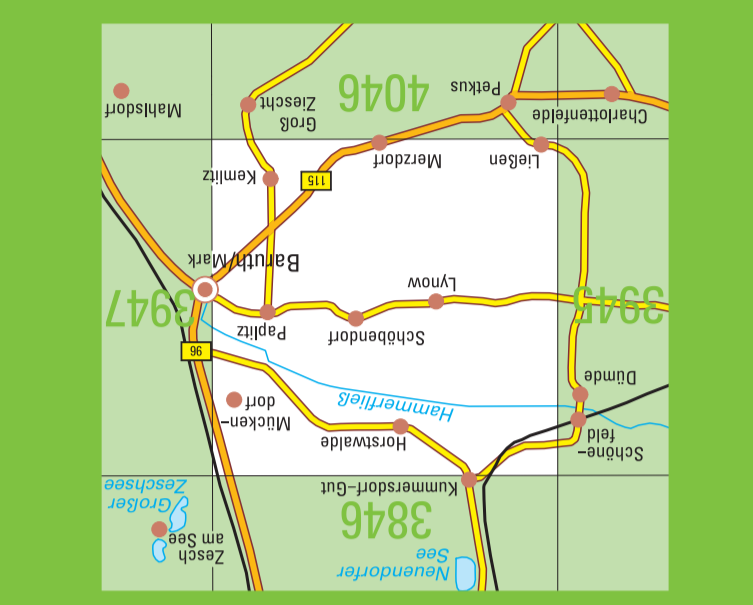 Neuendorfer
See
Zesch
am See
3846
Großer
Zeschsee
Kummersdorf-Gut
Schöne-
feld
Horstwalde
Mücken-
dorf
Hammerfließ
Dümde
96
Schöbendorf
Paplitz
3945
3947
Lynow
Baruth/Mark
115
Kemlitz
Ließen
Merzdorf
Charlottenfelde
Groß
Ziescht
Mahlsdorf
Petkus
4046